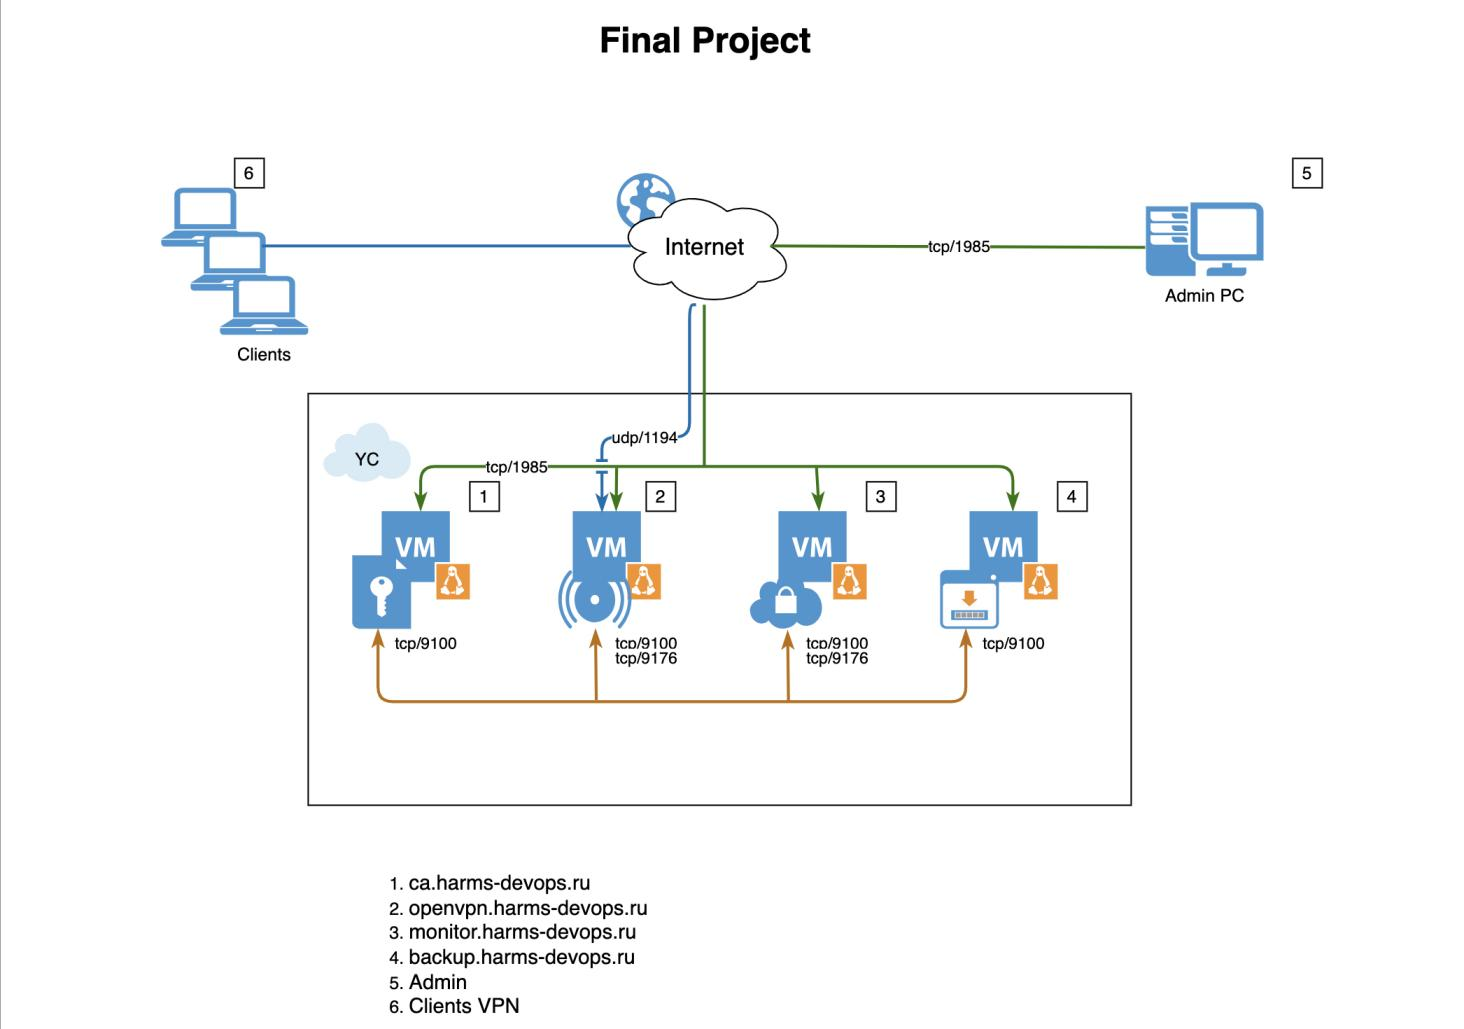 Final Project
6
5
Internet
tcp/1985
Admin PC
Clients
udp/1194
YC
tcp/1985
1
2
3
4
VM
VM
VM
VM
tcp/9100
tcp/9100
tcp/9176
tcp/9100
tcp/9176
tcp/9100
1. ca.harms-devops.ru
2. openvpn.harms-devops.ru
3. monitor.harms-devops.ru
4. backup.harms-devops.ru
5. Admin
6. Clients VPN